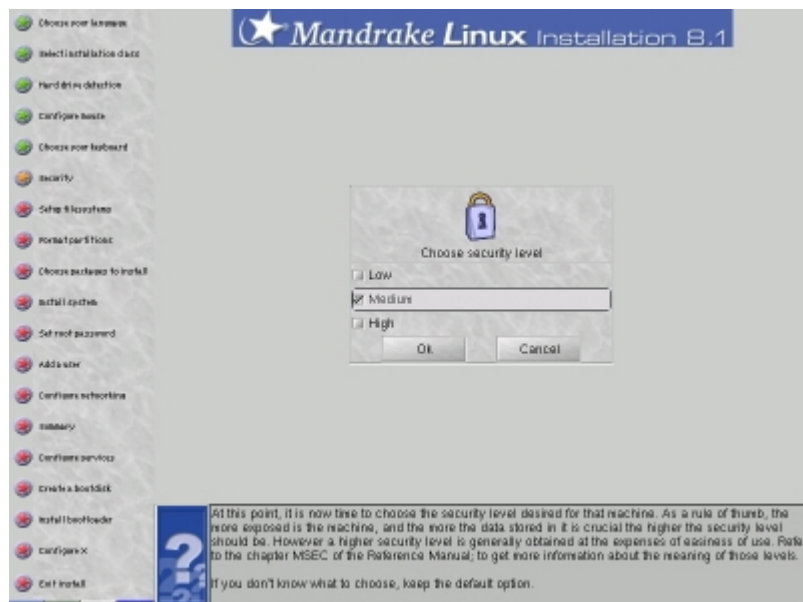 Mandrake Linux Installation 8.1
Choose your language
Select installation class
Hard drive detection
Configure mouse
Choose your keyboard
Security
Setup filesystems
Format partitions
Choose packages to install
Install system
Set root password
Add a user
Configure networking
Summary
Configure services
Create a bootdisk
Install bootloader
Configure X
Exit install
Choose security level
Low
Medium
High
Ok
Cancel
At this point, it is now time to choose the security level desired for that machine. As a rule of thumb, the
more exposed is the machine, and the more the data stored in it is crucial the higher the security level
should be. However a higher security level is generally obtained at the expenses of easiness of use. Refe
to the chapter MSEC of the Reference Manual; to get more information about the meaning of those levels.
If you don't know what to choose, keep the default option.